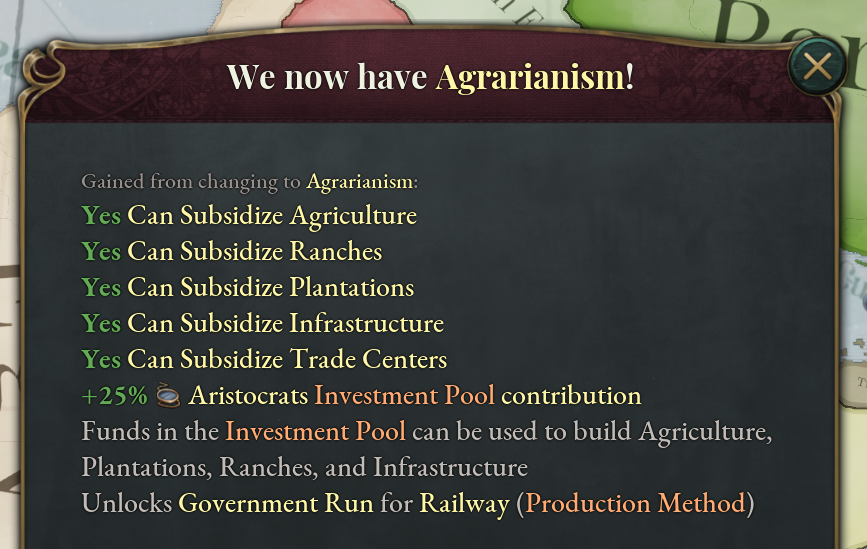 We now have Agrarianism!
Gained from changing to Agrarianism:
Yes Can Subsidize Agriculture
Yes Can Subsidize Ranches
Yes Can Subsidize Plantations
Yes Can Subsidize Infrastructure
Yes Can Subsidize Trade Centers
+25% Aristocrats Investment Pool contribution
Funds in the Investment Pool can be used to build Agriculture,
Plantations, Ranches, and Infrastructure
Unlocks Government Run for Railway (Production Method)